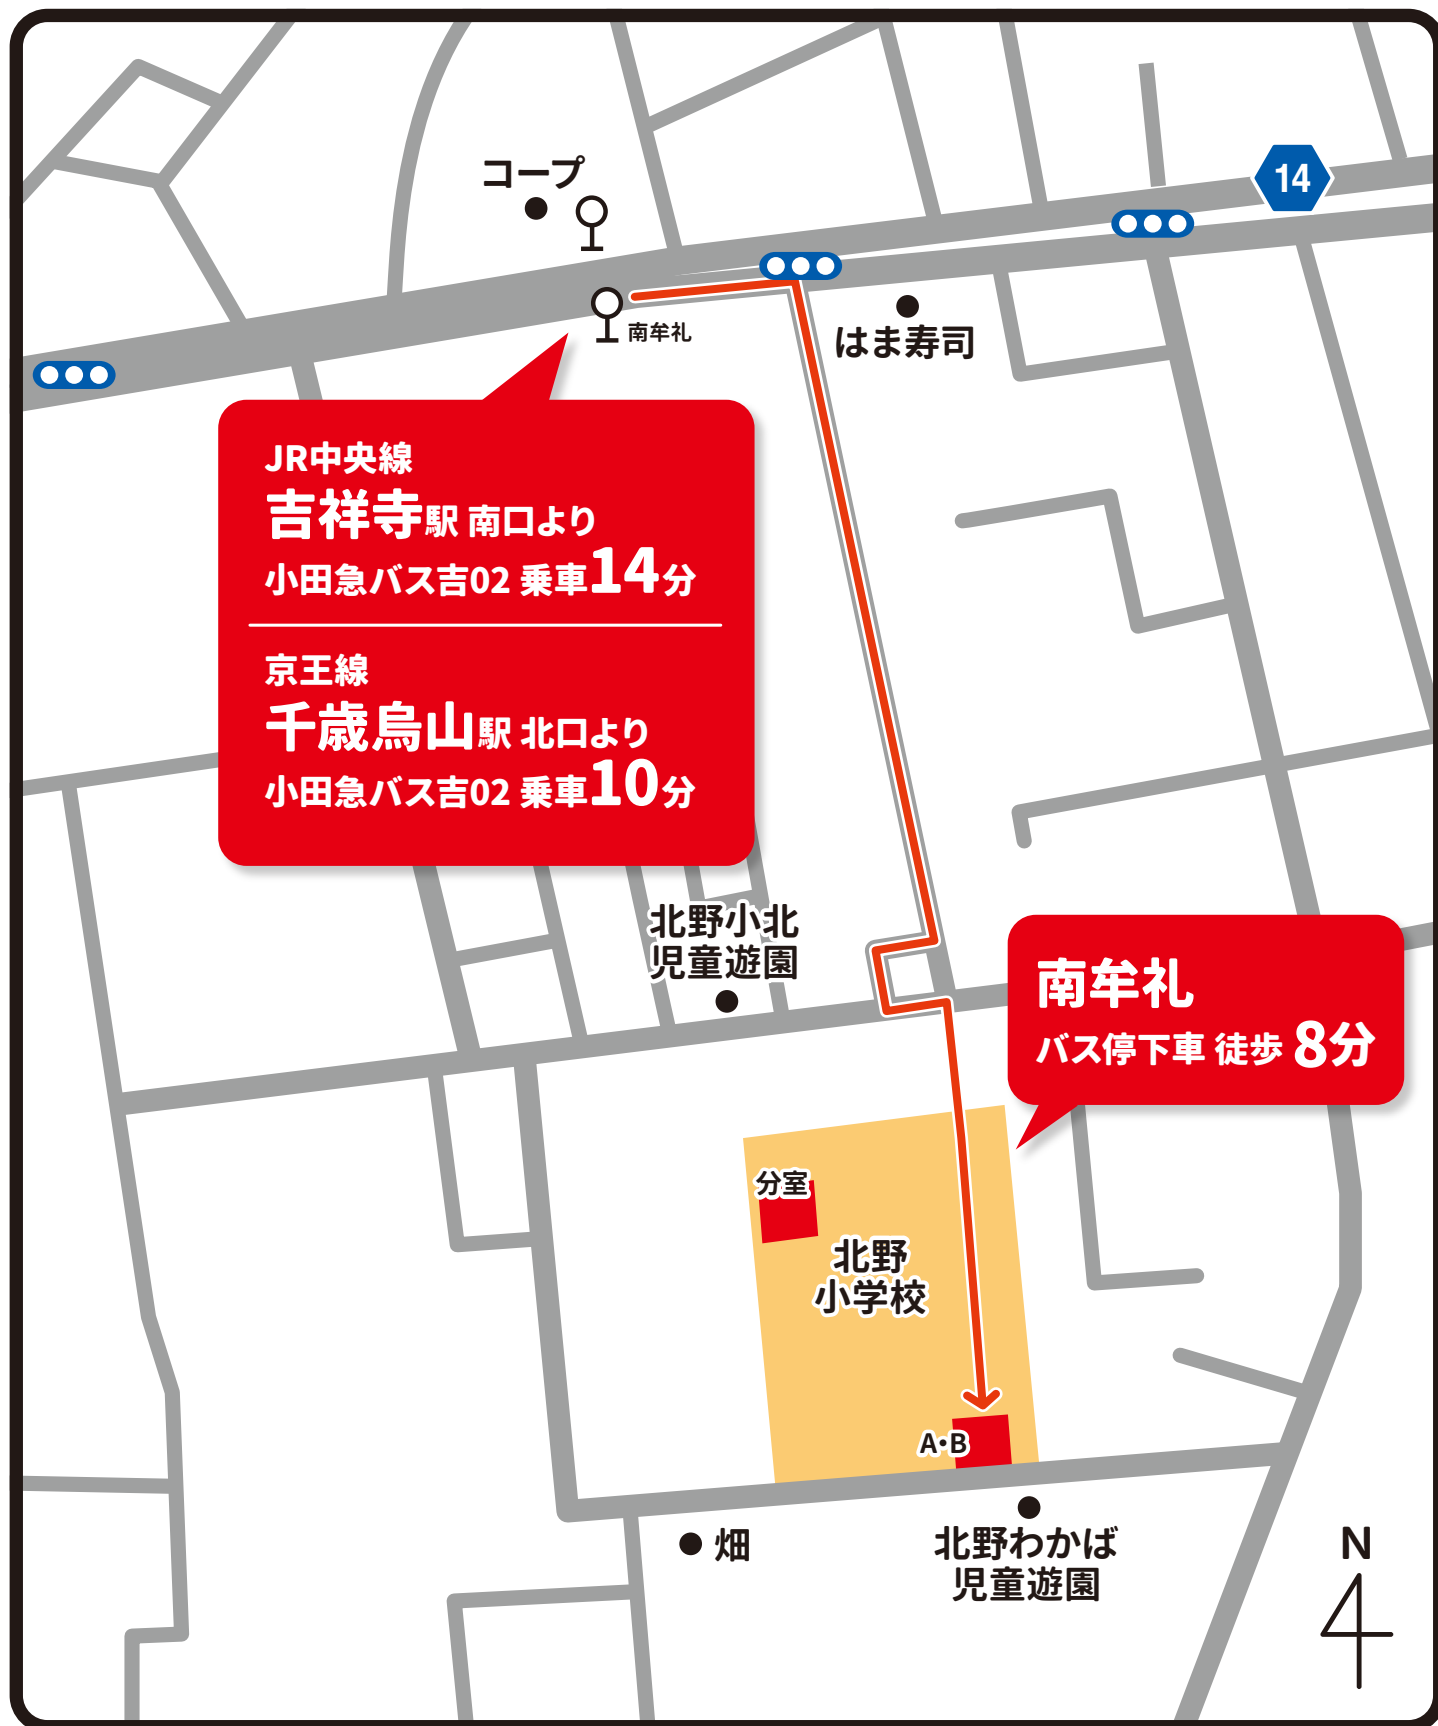 コープ
14
南牟礼
はま寿司
JR中央線
吉祥寺駅 南口より
小田急バス吉02 乗車14分
京王線
千歳烏山駅 北口より
小田急バス吉02 乗車10分
北野小北
児童遊園
南牟礼
バス停下車 徒歩 8分
分室
北野
小学校
A・B
畑
北野わかば
児童遊園
N